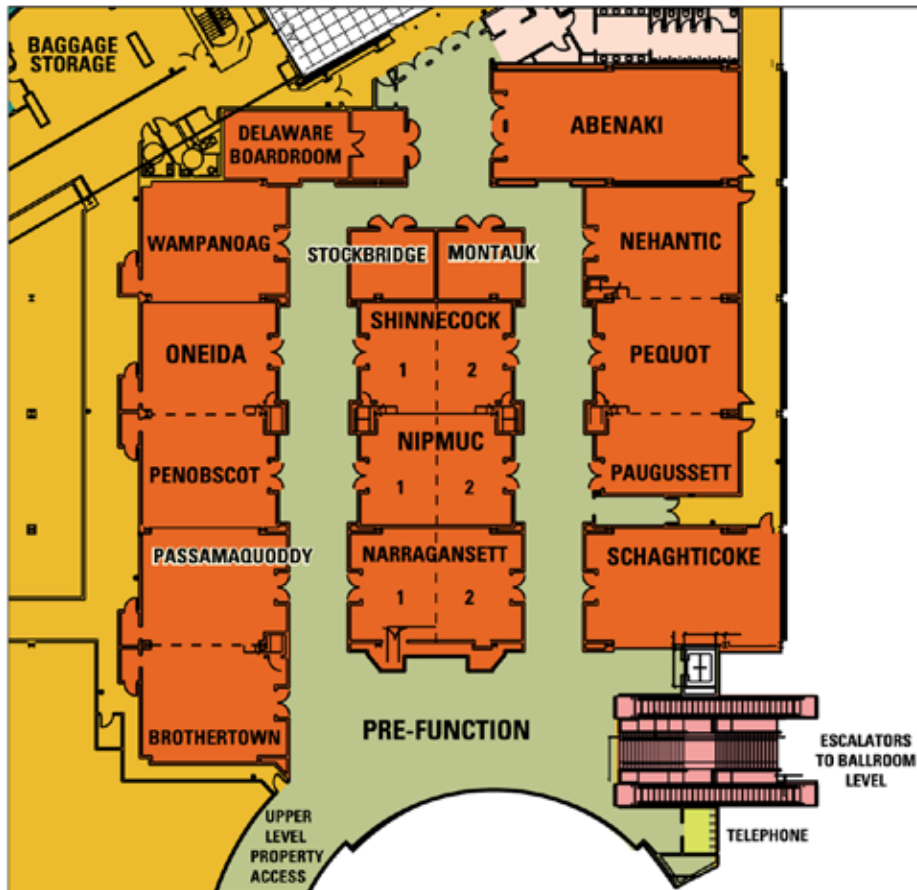 BAGGAGE
STORAGE
DELAWARE
BOARDROOM
ABENAKI
WAMPANOAG
STOCKBRIDGE
MONTAUK
NEHANTIC
SHINNECOCK
1
2
ONEIDA
PEQUOT
NIPMUC
1
2
PENOBSCOT
PAUGUSSETT
PASSAMAQUODDY
NARRAGANSETT
1
2
SCHAGHTICOKE
BROTHERTOWN
PRE-FUNCTION
ESCALATORS
TO BALLROOM
LEVEL
UPPER
LEVEL
PROPERTY
ACCESS
TELEPHONE